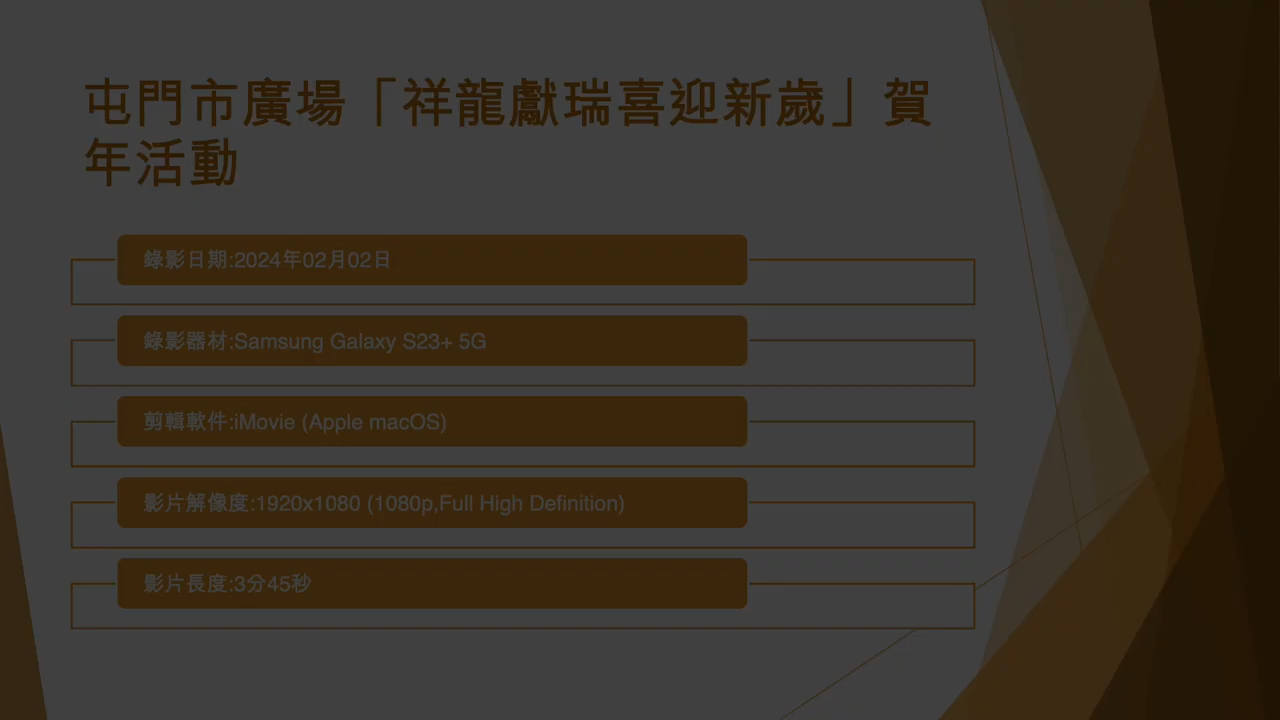 屯門市廣場「祥龍獻瑞喜迎新歲」賀
年活動
錄影日期:2024年02月02日
錄影器材:Samsung Galaxy S23+ 5G
剪輯軟件:iMovie (Apple macOS)
影片解像度:1920x1080 (1080p,Full High Definition)
影片長度:3分45秒